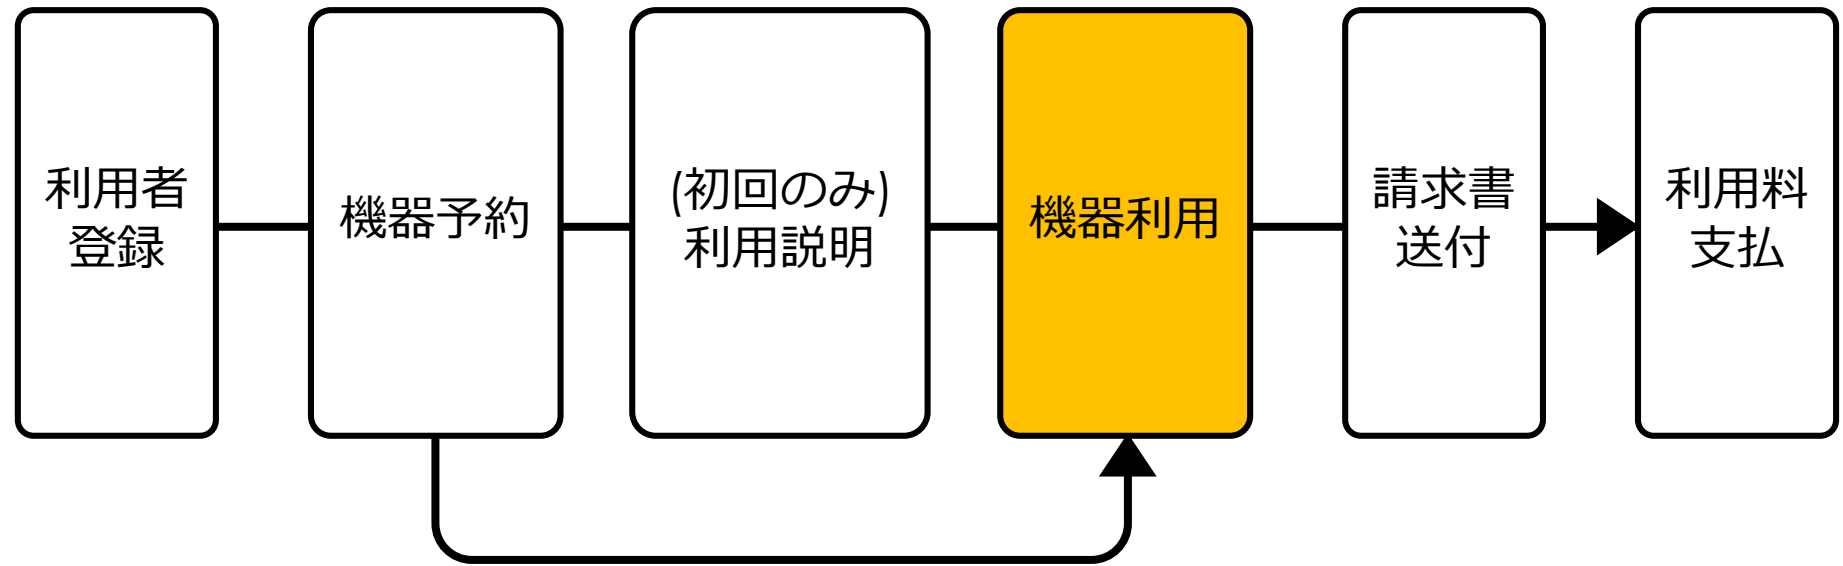 利用者
登録
機器予約
(初回のみ)
利用説明
機器利用
請求書
送付
利用料
支払